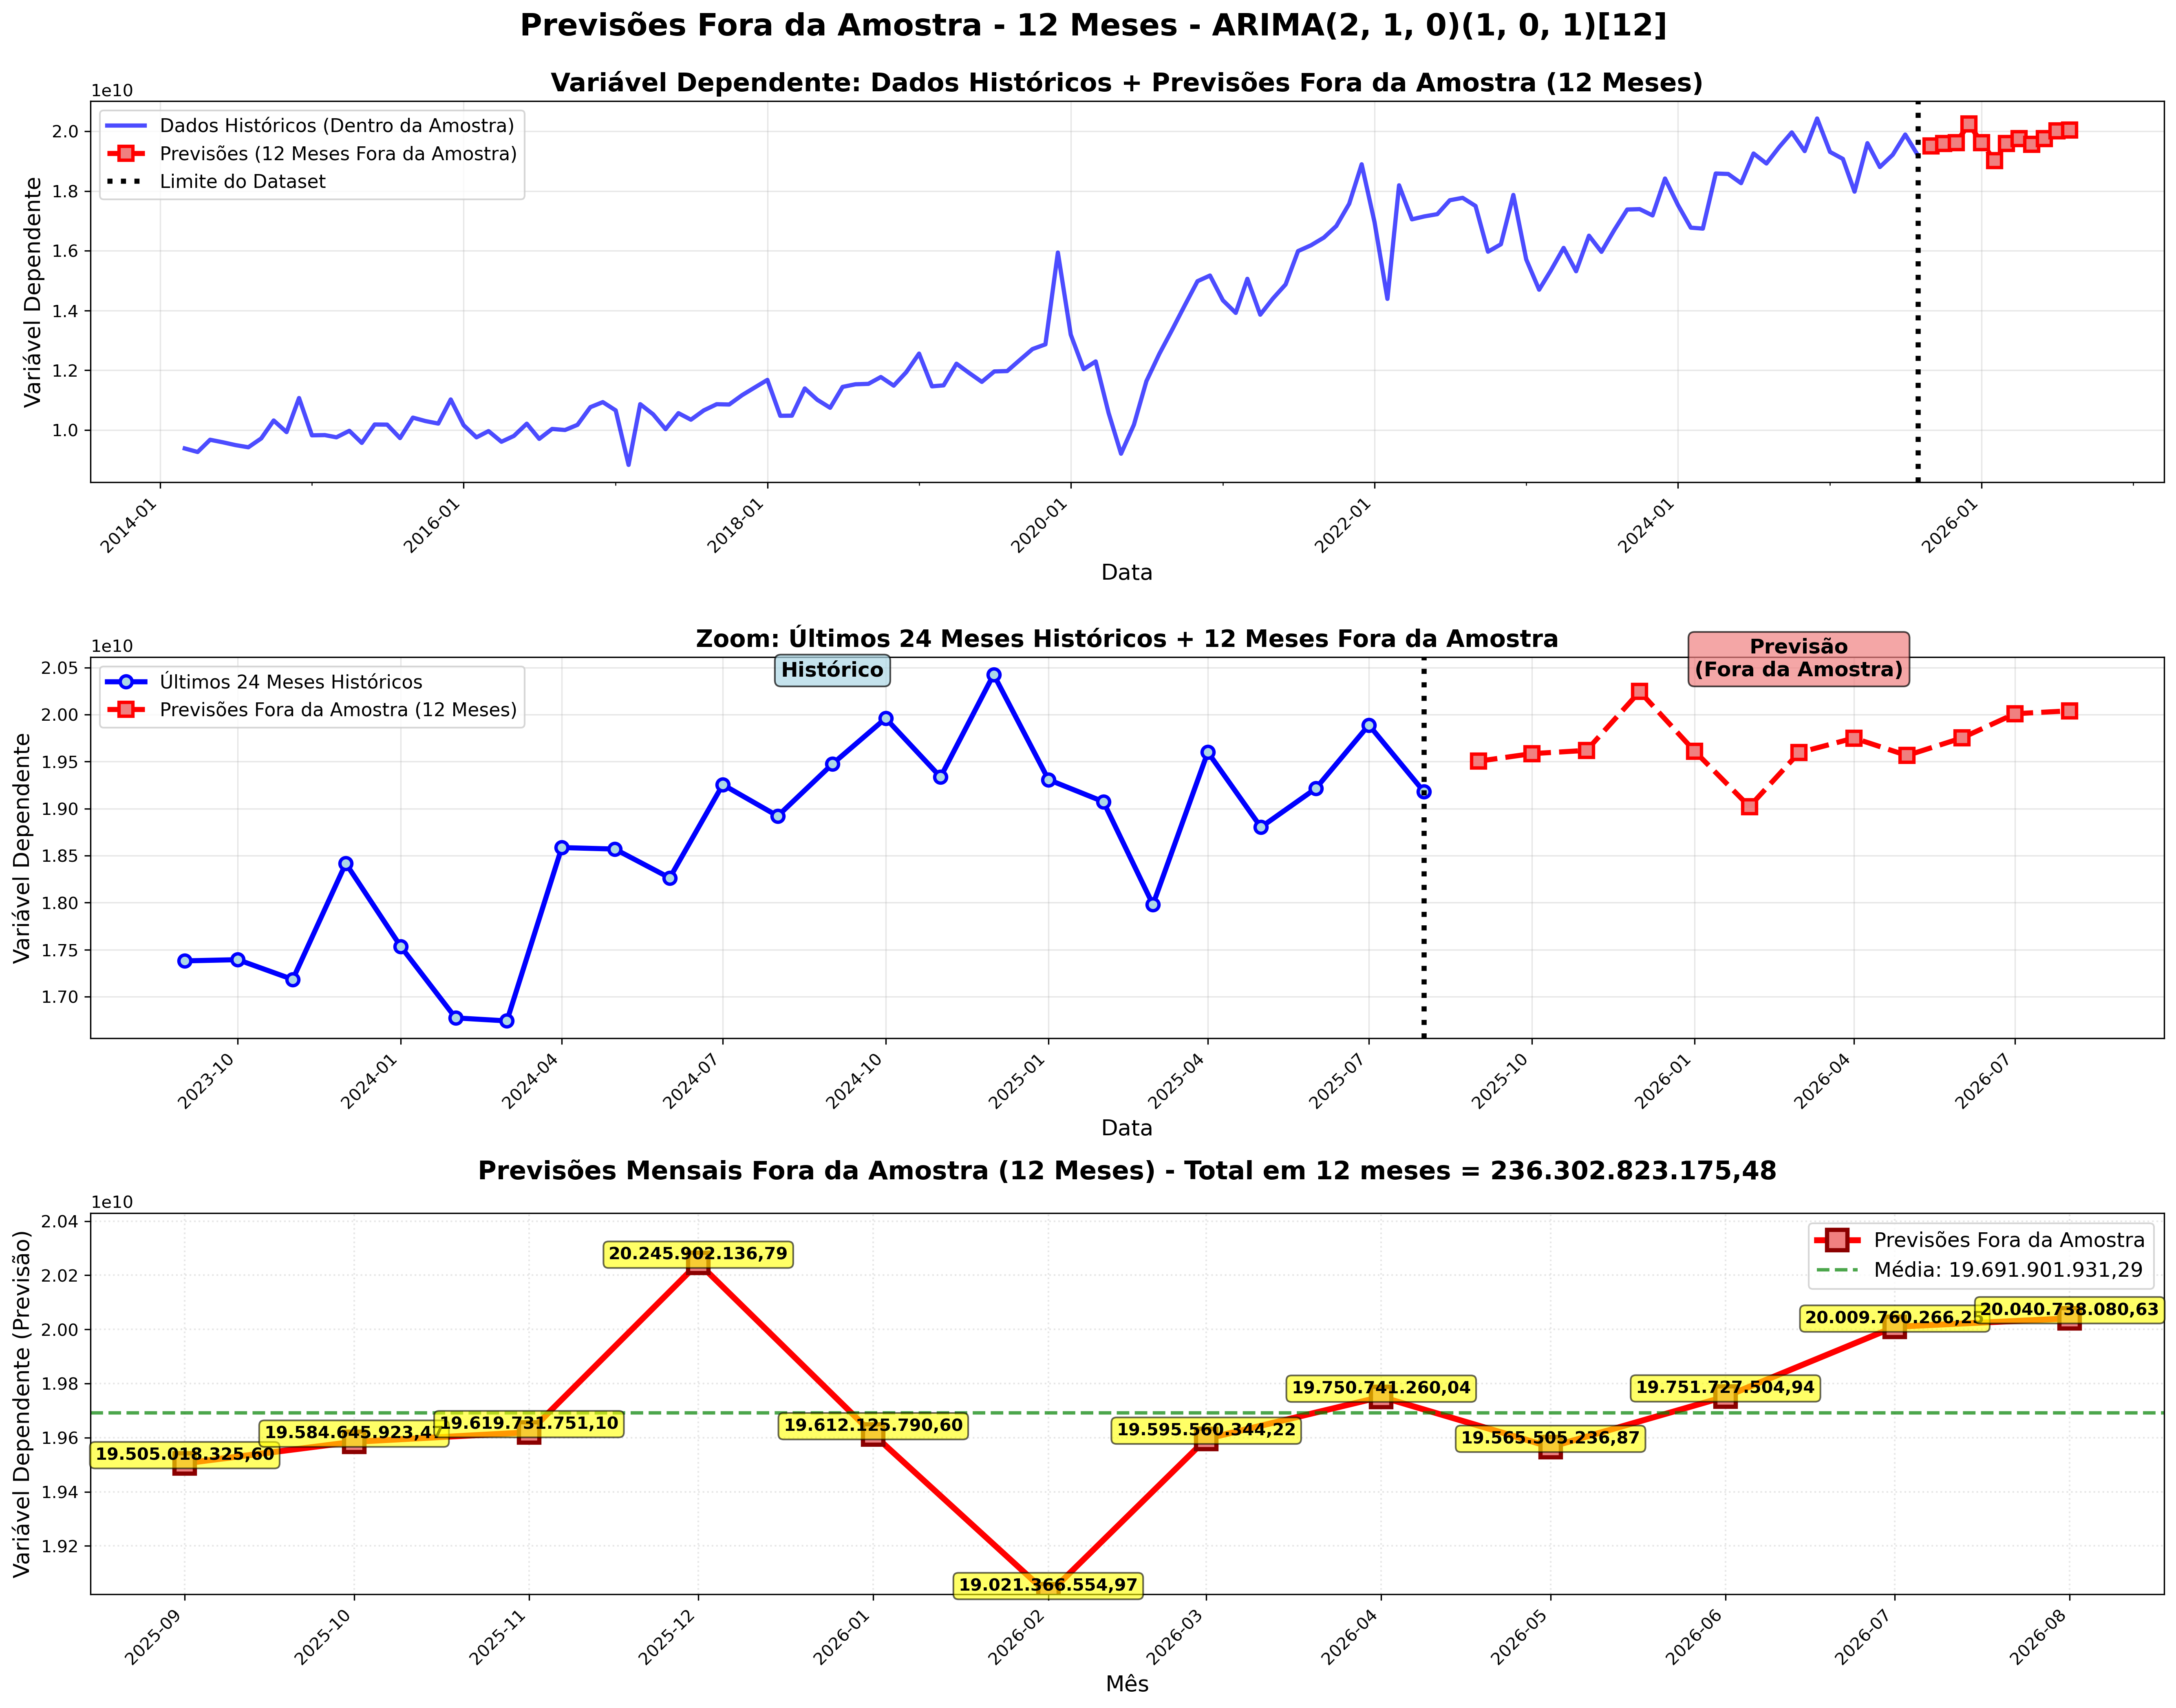 Previsões Fora da Amostra - 12 Meses - ARIMA(2, 1, 0)(1, 0, 1)[12]
Variável Dependente: Dados Históricos + Previsões Fora da Amostra (12 Meses)
1e10
Dados Históricos (Dentro da Amostra)
Previsões (12 Meses Fora da Amostra)
Limite do Dataset
Variável Dependente
2.0
1.8
1.6
1.4
1.2
1.0
2014-01
2016-01
2018-01
2020-01
2022-01
2024-01
2026-01
Data
Zoom: Últimos 24 Meses Históricos + 12 Meses Fora da Amostra
1e10
Últimos 24 Meses Históricos
Previsões Fora da Amostra (12 Meses)
Histórico
Previsão
(Fora da Amostra)
Variável Dependente
2.05
2.00
1.95
1.90
1.85
1.80
1.75
1.70
2023-10
2024-01
2024-04
2024-07
2024-10
2025-01
2025-04
2025-07
2025-10
2026-01
2026-04
2026-07
Data
Previsões Mensais Fora da Amostra (12 Meses) - Total em 12 meses = 236.302.823.175,48
1e10
Previsões Fora da Amostra
Média: 19.691.901.931,29
Variável Dependente (Previsão)
2.04
2.02
2.00
1.98
1.96
1.94
1.92
19.505.018.325,60
19.619.731.751,10
20.245.902.136,79
19.612.125.790,60
19.021.366.554,97
19.595.560.344,22
19.750.741.260,04
19.565.505.236,87
19.751.727.504,94
20.040.738.080,63
2025-09
2025-10
2025-11
2025-12
2026-01
2026-02
2026-03
2026-04
2026-05
2026-06
2026-07
2026-08
Mês